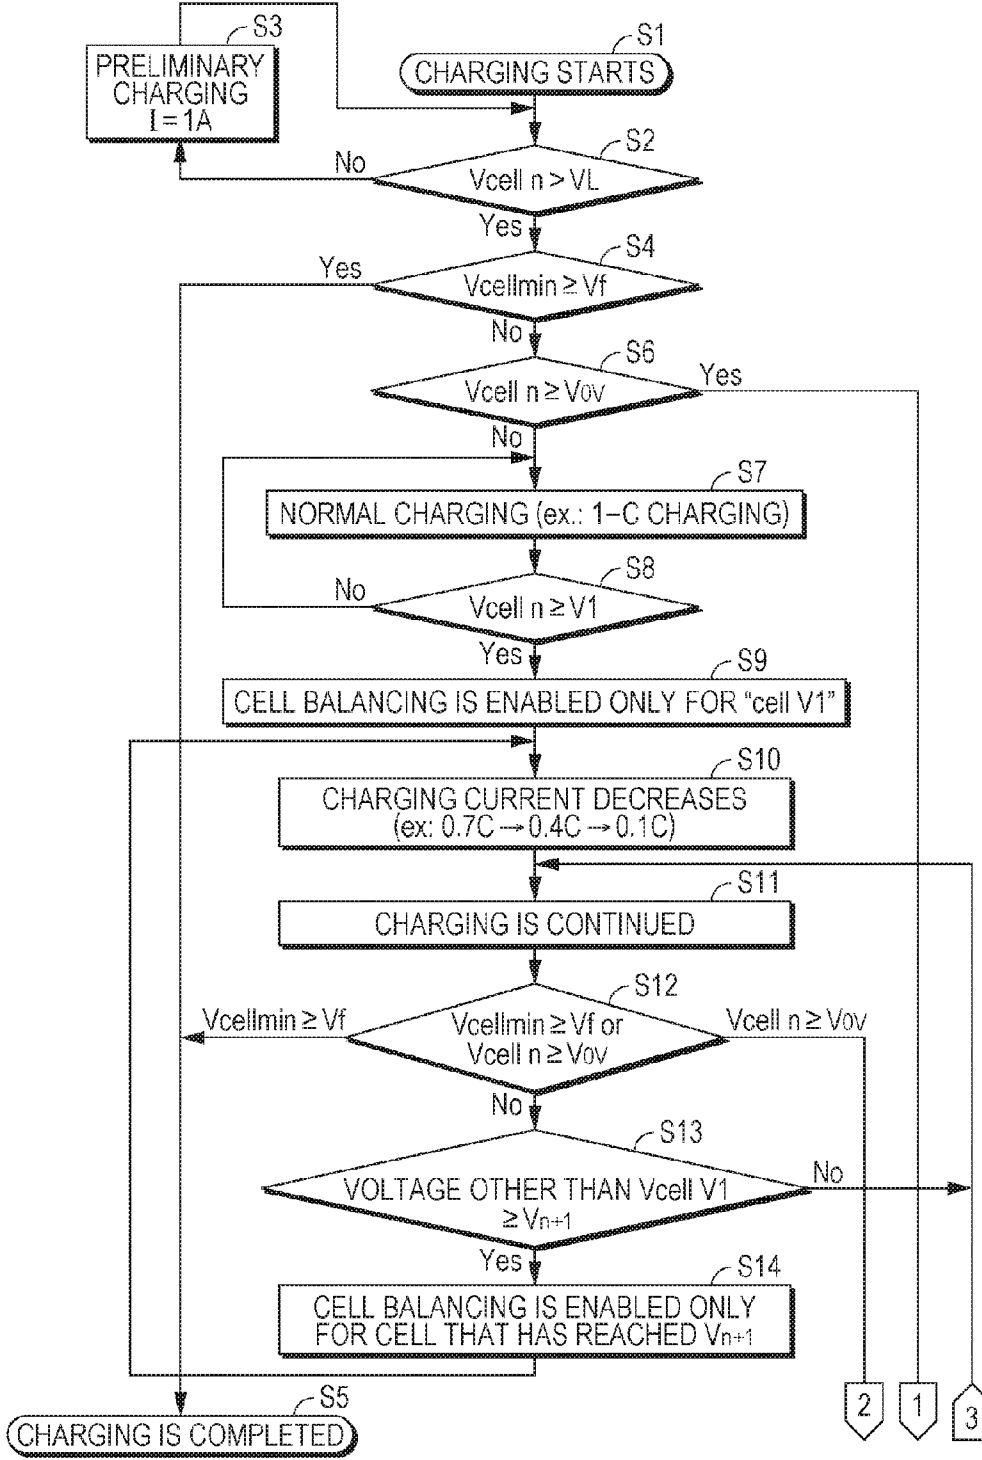 S3
PRELIMINARY
CHARGING
I = 1A
S1
CHARGING STARTS
S2
No
Vcell n > VL
Yes
S4
Yes
Vcellmin ≥ Vf
No
S6
Vcell n ≥ V0V
Yes
No
S7
NORMAL CHARGING (ex.: 1-C CHARGING)
S8
No
Vcell n ≥ V1
Yes
S9
CELL BALANCING IS ENABLED ONLY FOR “cell V1”
S10
CHARGING CURRENT DECREASES
(ex: 0.7C → 0.4C → 0.1C)
S11
CHARGING IS CONTINUED
S12
Vcellmin ≥ Vf
Vcellmin ≥ Vf or
Vcell n ≥ V0V
Vcell n ≥ V0V
No
S13
VOLTAGE OTHER THAN Vcell V1
≥ Vn+1
No
Yes
S14
CELL BALANCING IS ENABLED ONLY
FOR CELL THAT HAS REACHED Vn+1
S5
CHARGING IS COMPLETED
2
1
3